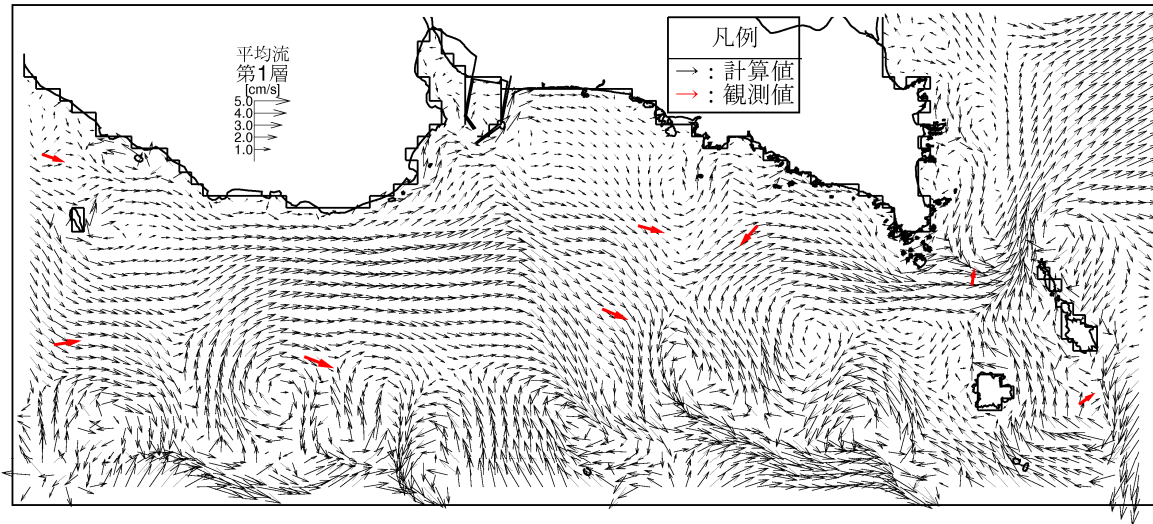 平均流
第1層
[cm/s]
5.0
4.0
3.0
2.0
1.0
凡例
→ : 計算値
→ : 観測値